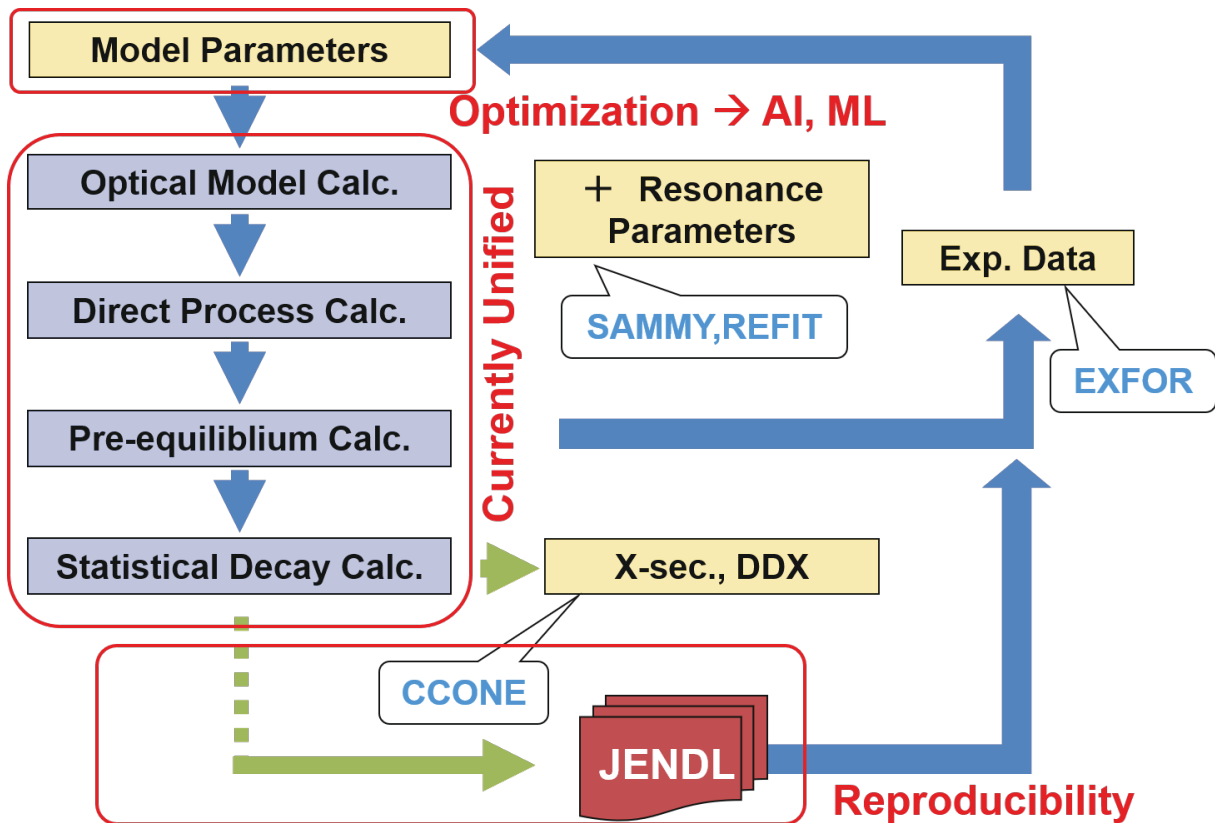 Model Parameters
Optimization → AI, ML
Optical Model Calc.
Direct Process Calc.
Pre-equiliblium Calc.
Statistical Decay Calc.
Currently Unified
+ Resonance
Parameters
SAMMY,REFIT
Exp. Data
EXFOR
X-sec., DDX
CCONE
JENDL
Reproducibility